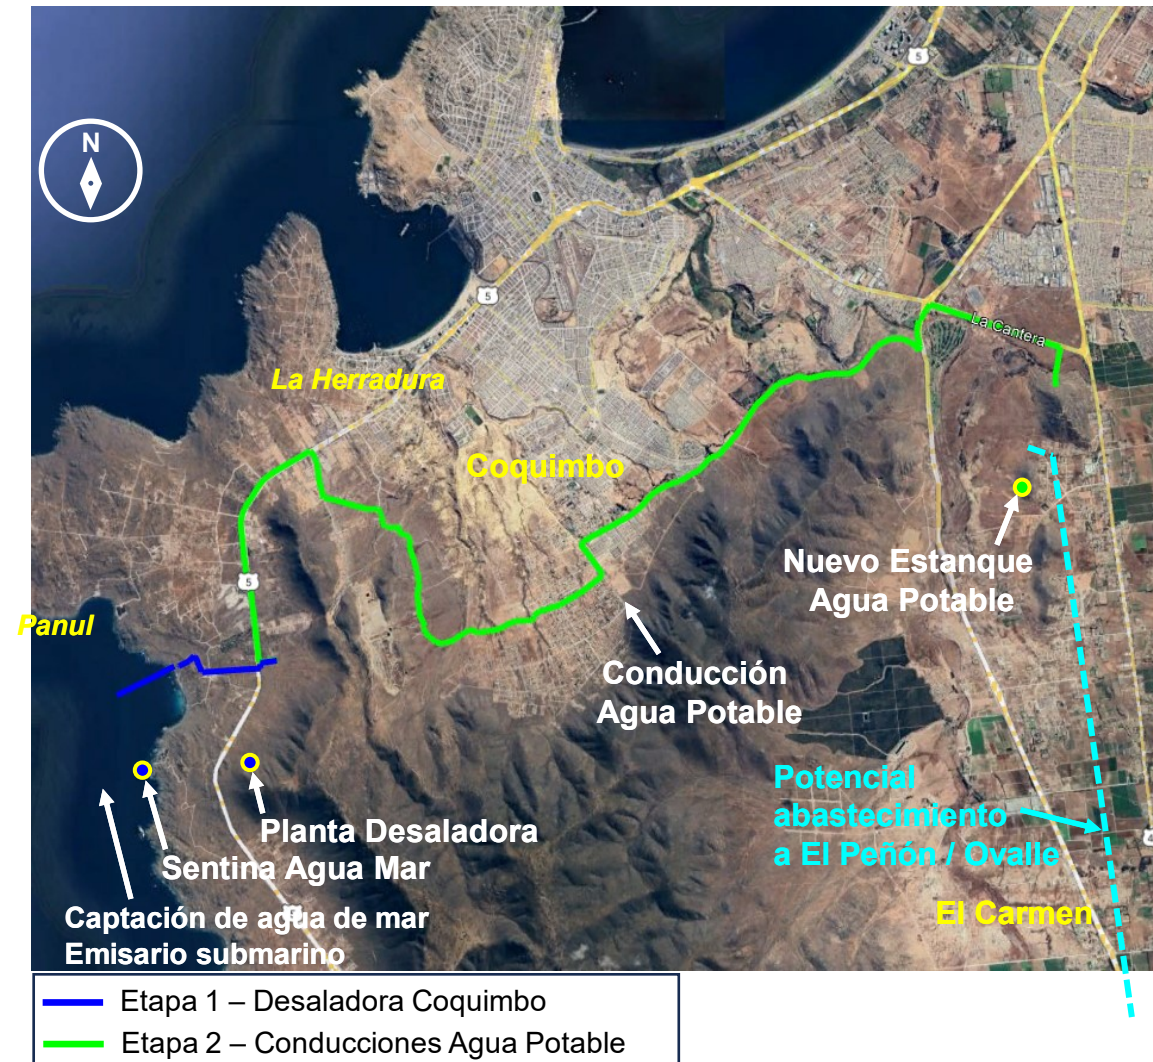 5
N
La Cantera
5
La Herradura
Coquimbo
Nuevo Estanque
Agua Potable
5
Panul
Conducción
Agua Potable
Potencial
abastecimiento
a El Peñón / Ovalle
Planta Desaladora
Sentina Agua Mar
El Carmen
Captación de agua de mar
Emisario submarino
Etapa 1 – Desaladora Coquimbo
Etapa 2 – Conducciones Agua Potable